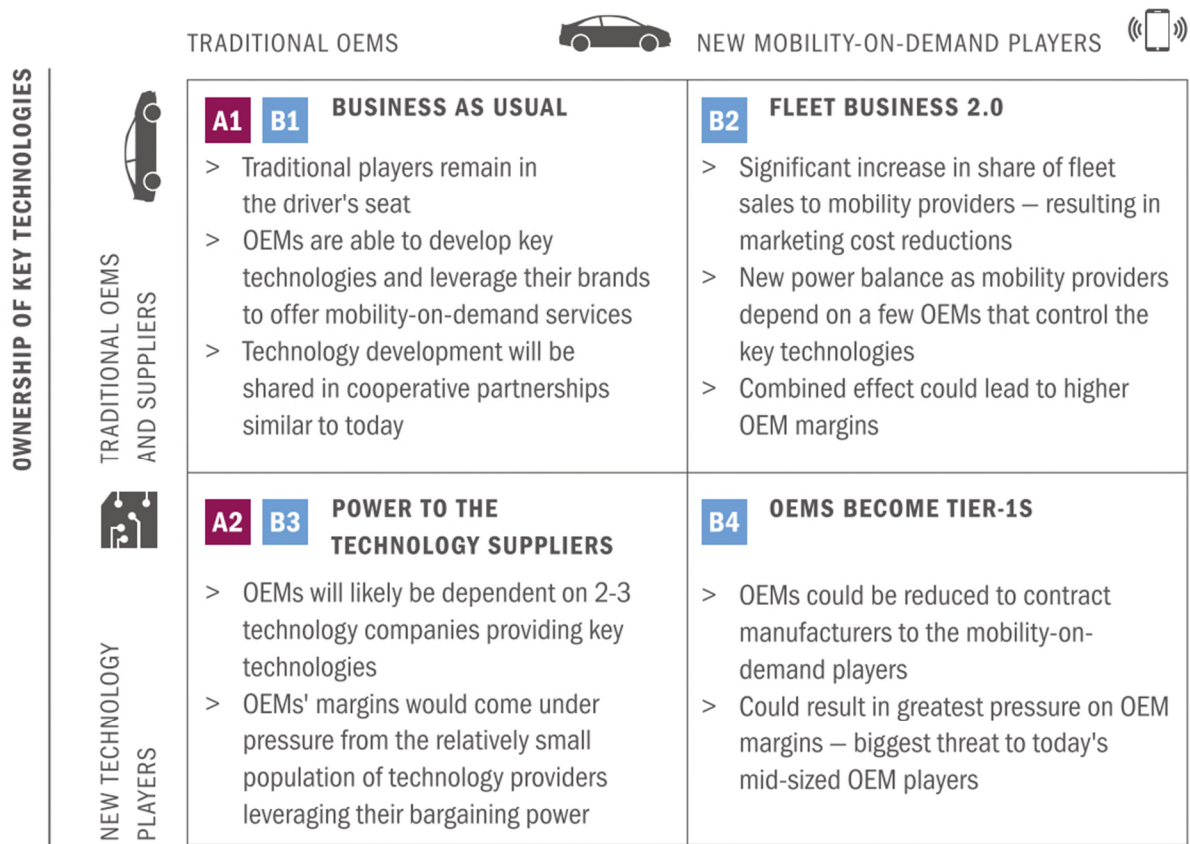 TRADITIONAL OEMS
NEW MOBILITY-ON-DEMAND PLAYERS
OWNERSHIP OF KEY TECHNOLOGIES
TRADITIONAL OEMS
AND SUPPLIERS
A1 B1 BUSINESS AS USUAL
> Traditional players remain in
the driver's seat
> OEMs are able to develop key
technologies and leverage their brands
to offer mobility-on-demand services
> Technology development will be
shared in cooperative partnerships
similar to today
B2 FLEET BUSINESS 2.0
> Significant increase in share of fleet
sales to mobility providers — resulting in
marketing cost reductions
> New power balance as mobility providers
depend on a few OEMs that control the
key technologies
> Combined effect could lead to higher
OEM margins
NEW TECHNOLOGY
PLAYERS
A2 B3 POWER TO THE
TECHNOLOGY SUPPLIERS
> OEMs will likely be dependent on 2-3
technology companies providing key
technologies
> OEMs' margins would come under
pressure from the relatively small
population of technology providers
leveraging their bargaining power
B4 OEMS BECOME TIER-1S
> OEMs could be reduced to contract
manufacturers to the mobility-on-
demand players
> Could result in greatest pressure on OEM
margins — biggest threat to today's
mid-sized OEM players